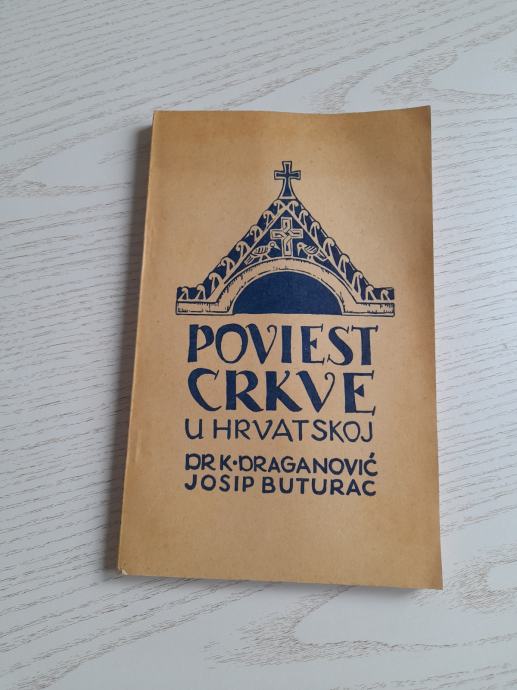 POVIEST
CRKVE
U HRVATSKOJ
DR K. DRAGANOVIĆ
JOSIP BUTURAC